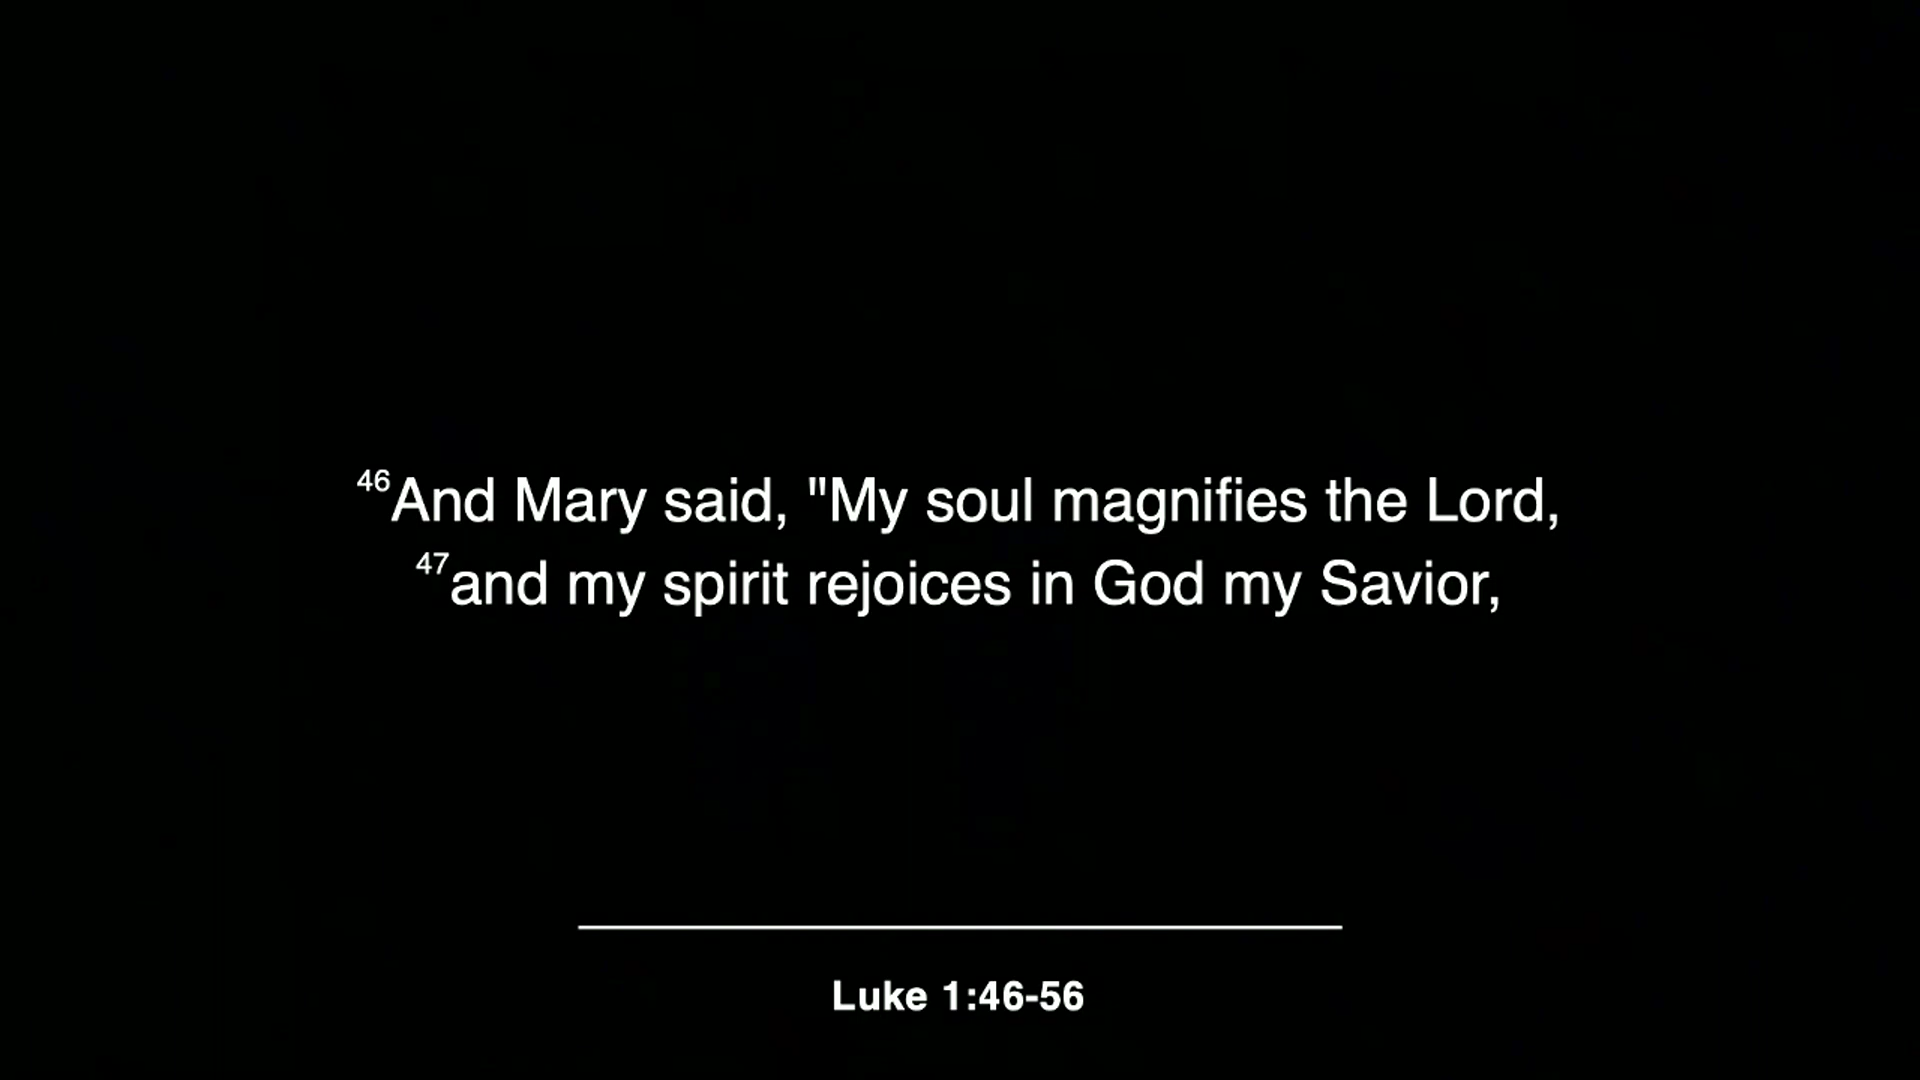 46And Mary said, "My soul magnifies the Lord,
47and my spirit rejoices in God my Savior,
Luke 1:46-56